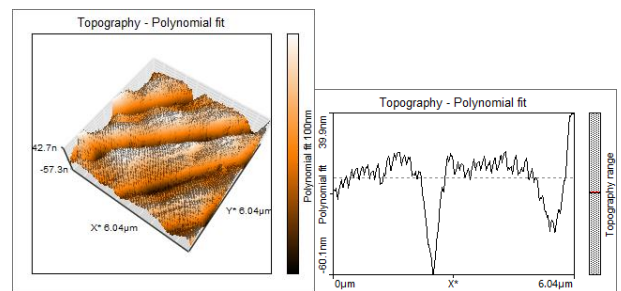 Topography - Polynomial fit
42.7n
-57.3n
X* 6.04µm
Y* 6.04µm
Polynomial fit 100nm
Topography - Polynomial fit
39.9nm
Polynomial fit
-60.1nm
0µm
X*
6.04µm
Topography range